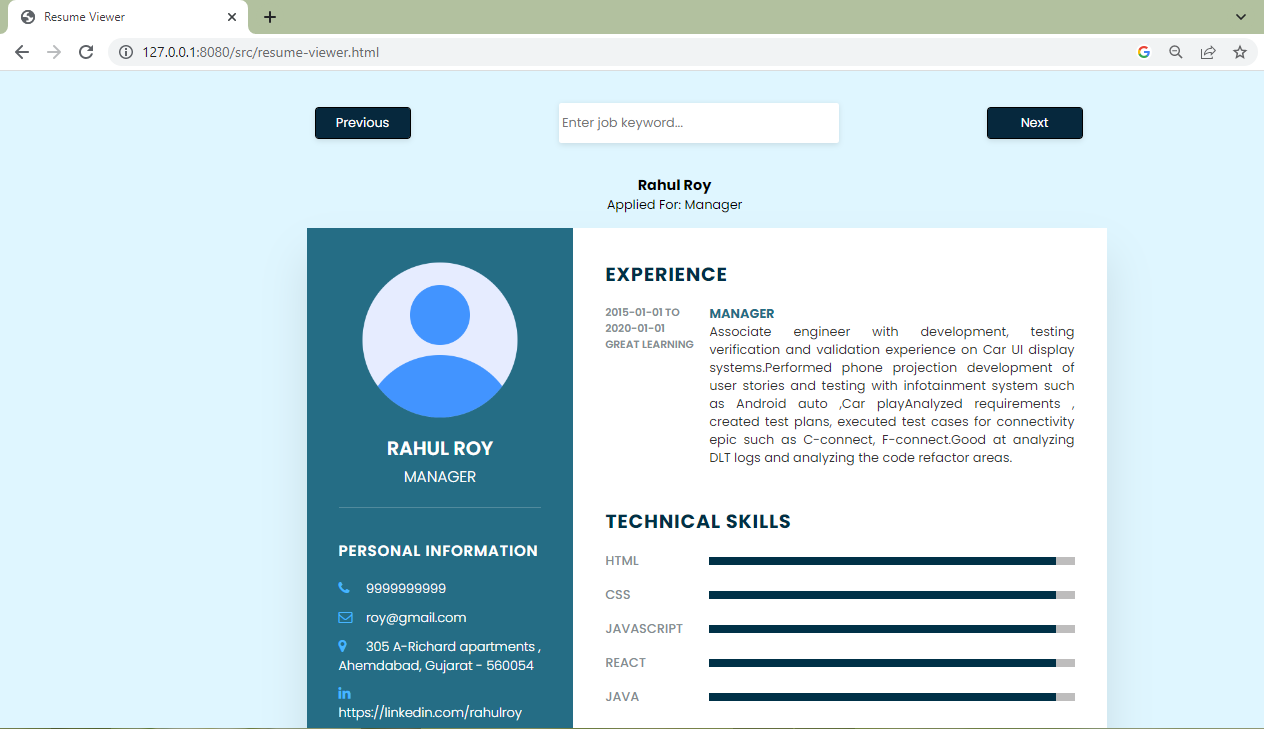 Resume Viewer
127.0.0.1:8080/src/resume-viewer.html
Previous
Enter job keyword...
Next
Rahul Roy
Applied For: Manager
RAHUL ROY
MANAGER
PERSONAL INFORMATION
9999999999
roy@gmail.com
305 A-Richard apartments ,
Ahemdabad, Gujarat - 560054
in
https://linkedin.com/rahulroy
EXPERIENCE
2015-01-01 TO
2020-01-01
GREAT LEARNING
MANAGER
Associate engineer with development, testing
verification and validation experience on Car UI display
systems.Performed phone projection development of
user stories and testing with infotainment system such
as Android auto ,Car playAnalyzed requirements ,
created test plans, executed test cases for connectivity
epic such as C-connect, F-connect.Good at analyzing
DLT logs and analyzing the code refactor areas.
TECHNICAL SKILLS
HTML
CSS
JAVASCRIPT
REACT
JAVA